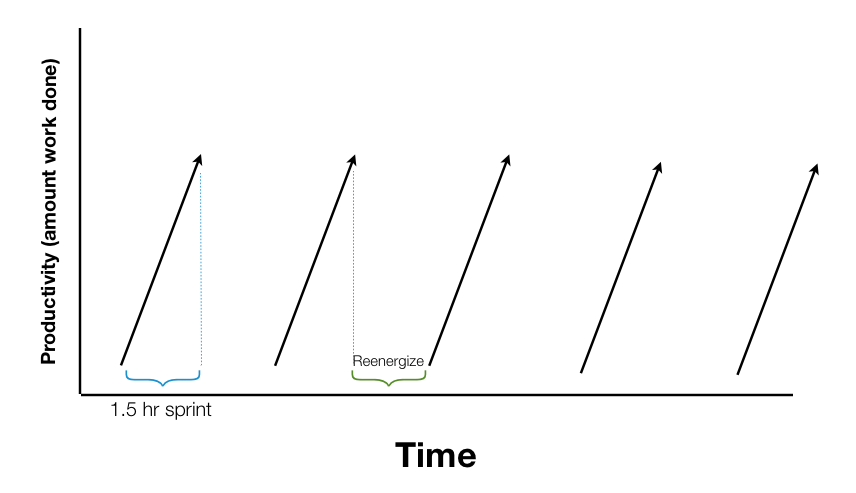 Productivity (amount work done)
Reenergize
1.5 hr sprint
Time